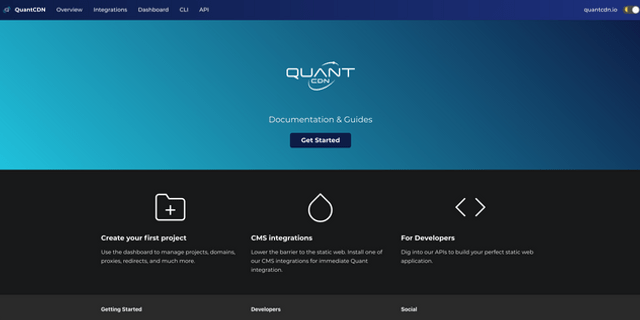 QuantCDN Overview Integrations Dashboard CLI API quantcdn.io
QUANT
CDN
Documentation & Guides
Get Started
Create your first project
Use the dashboard to manage projects, domains,
proxies, redirects, and much more.
CMS integrations
Lower the barrier to the static web. Install one of
our CMS integrations for immediate Quant
integration.
For Developers
Dig into our APIs to build your perfect static web
application.
Getting Started
Developers
Social